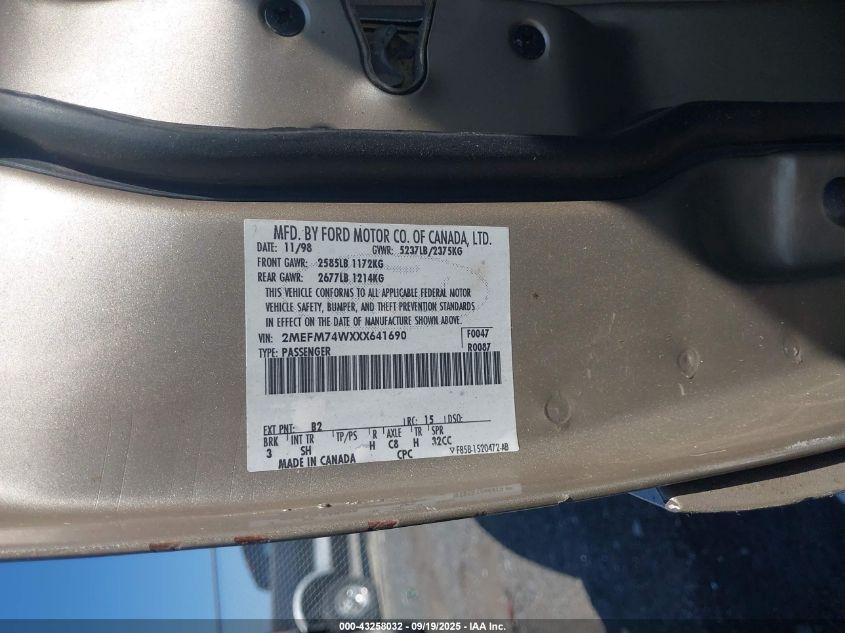 MFD. BY FORD MOTOR CO. OF CANADA, LTD.
DATE: 11/98 GVWR: 5237LB/2375KG
FRONT GAWR: 2585LB 1172KG
REAR GAWR: 2677LB 1214KG
THIS VEHICLE CONFORMS TO ALL APPLICABLE FEDERAL MOTOR
VEHICLE SAFETY, BUMPER, AND THEFT PREVENTION STANDARDS
IN EFFECT ON THE DATE OF MANUFACTURE SHOWN ABOVE.
VIN: 2MEFM74WXXX641690 F0047
TYPE: PASSENGER R0087
EXT PNT: B2 RC: 15 DSO:
BRK INT TR TP/PS R AXLE TR SPR
3 SH H C8 H 32CC
MADE IN CANADA CPC F85B-1520472-AB
000-43258032 - 09/19/2025 - IAA Inc.